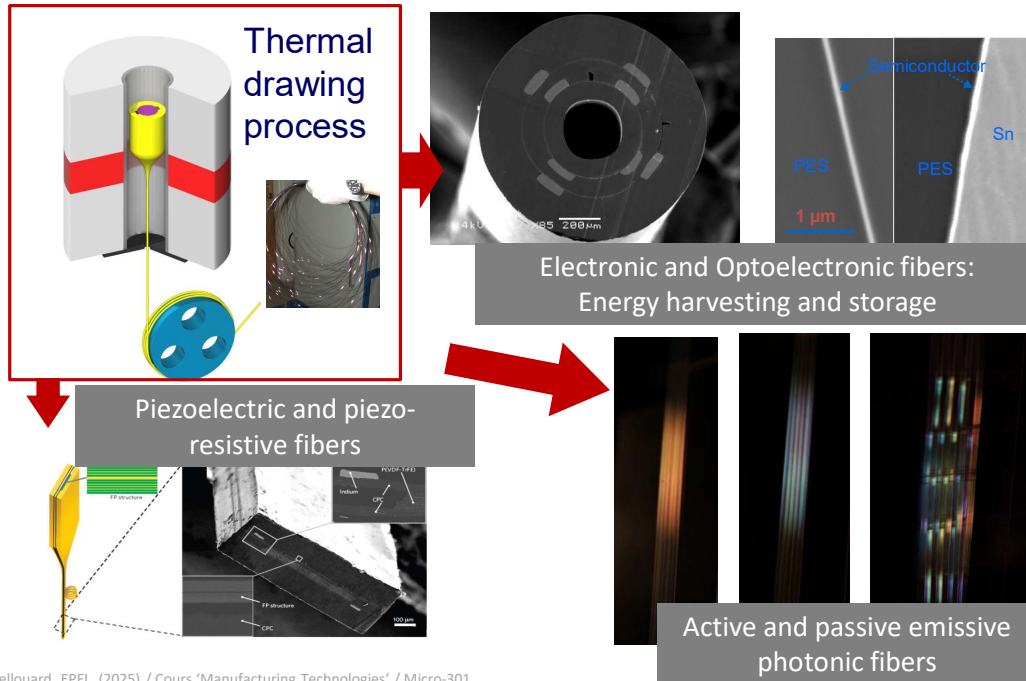 Thermal
drawing
process
200µm
Semiconductor
Sn
PES
PES
1 µm
Electronic and Optoelectronic fibers:
Energy harvesting and storage
Piezoelectric and piezo-
resistive fibers
FP structure
P(VDF-TrFE)
Indium
CPC
FP structure
CPC
100 µm
Active and passive emissive
photonic fibers
EPFL (2025) / Cours 'Manufacturing Technologies' / Micro-301